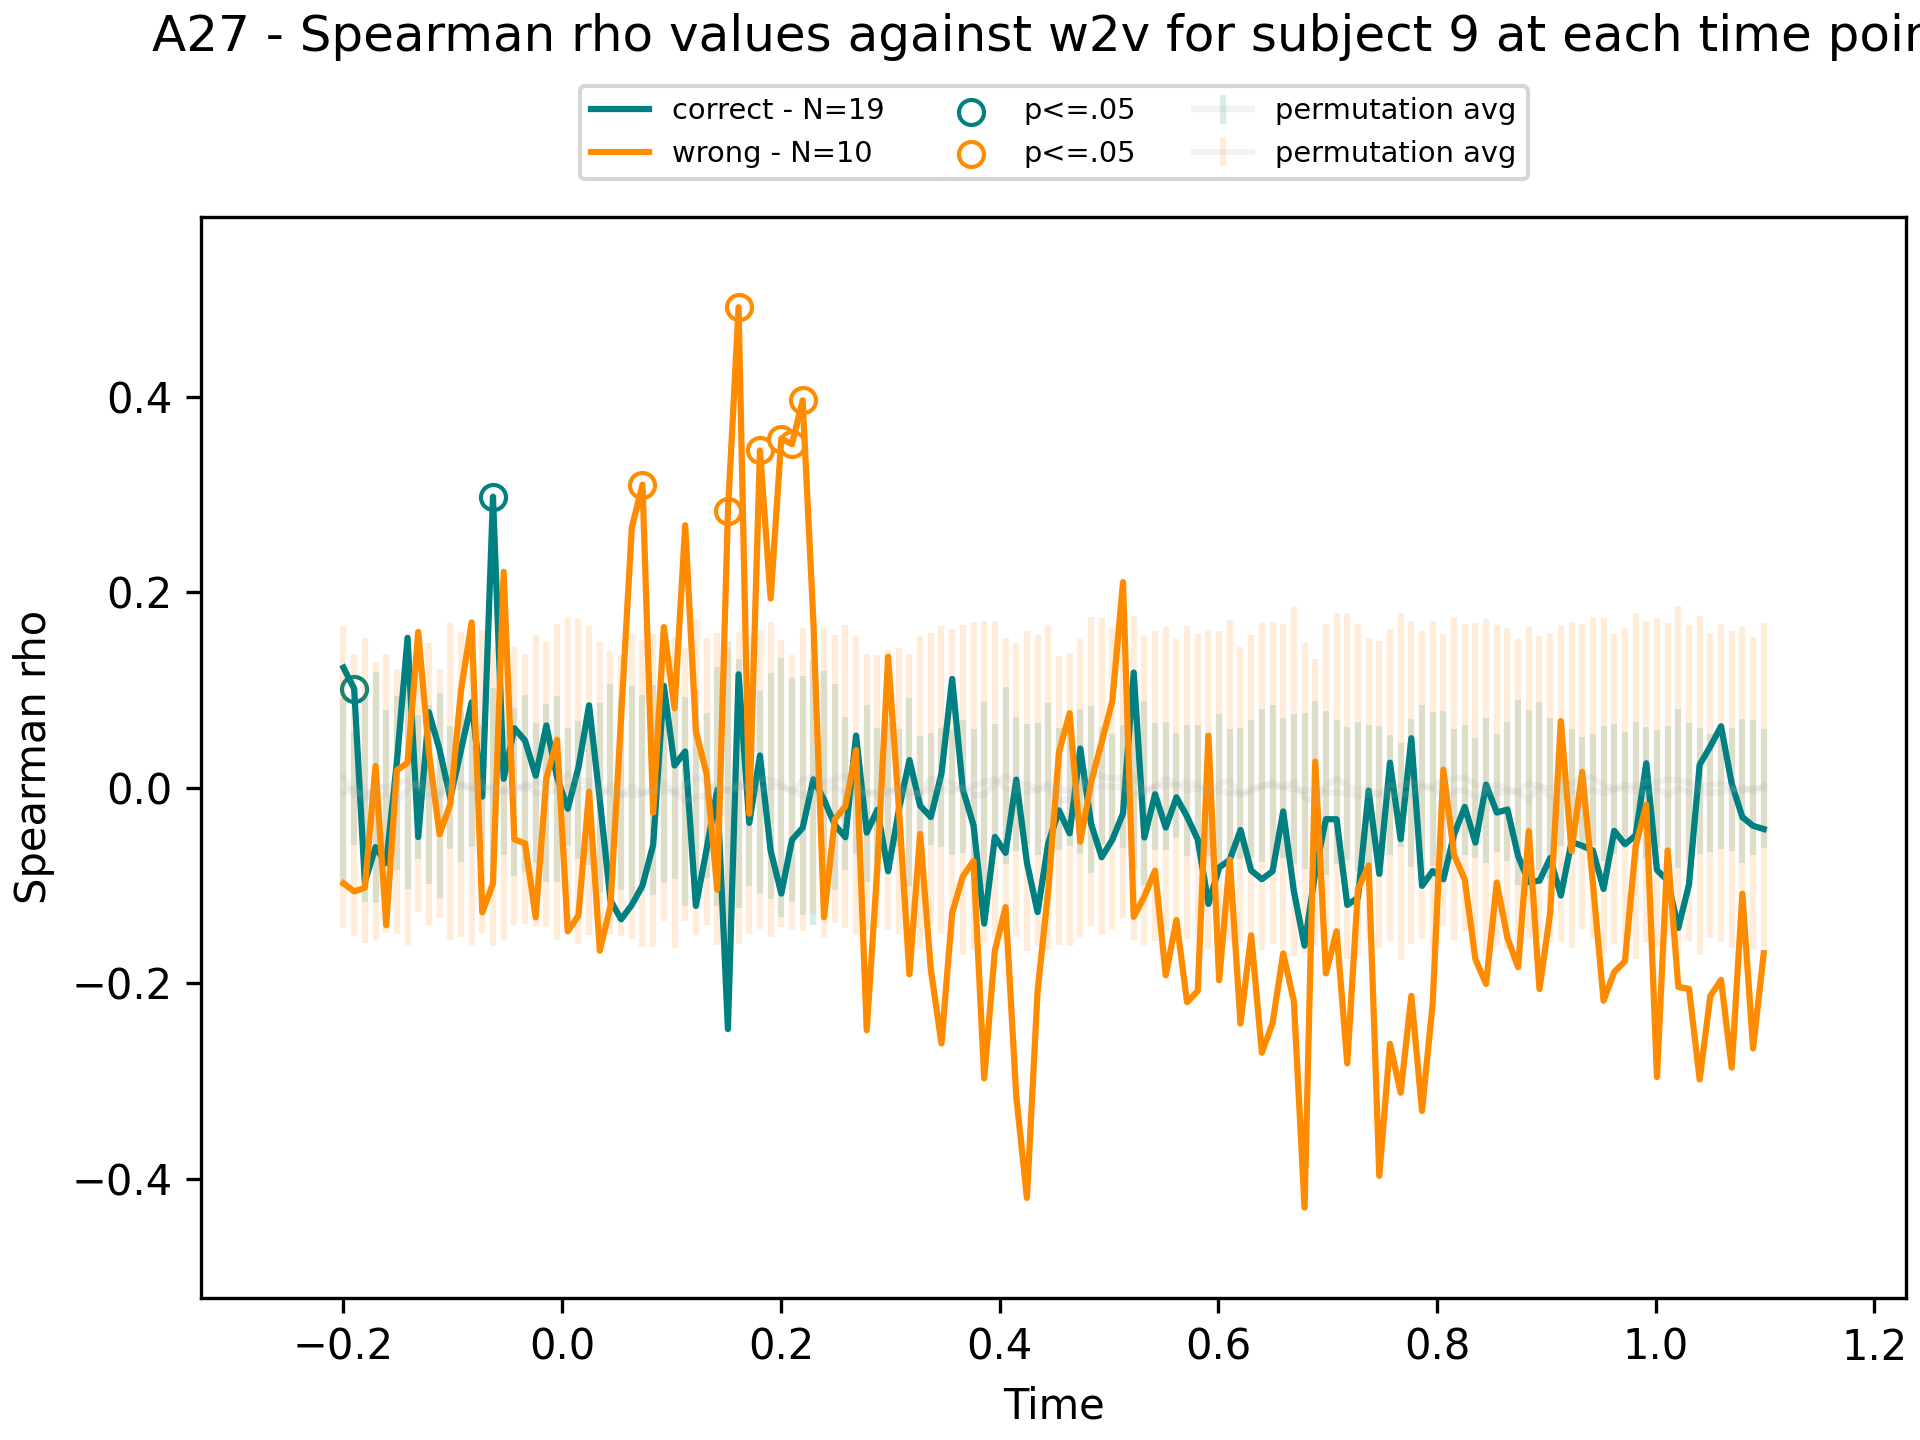 A27 - Spearman rho values against w2v for subject 9 at each time poin
correct - N=19
wrong - N=10
p<=.05
p<=.05
permutation avg
permutation avg
Spearman rho
0.4
0.2
0.0
−0.2
−0.4
−0.2 0.0 0.2 0.4 0.6 0.8 1.0 1.2
Time